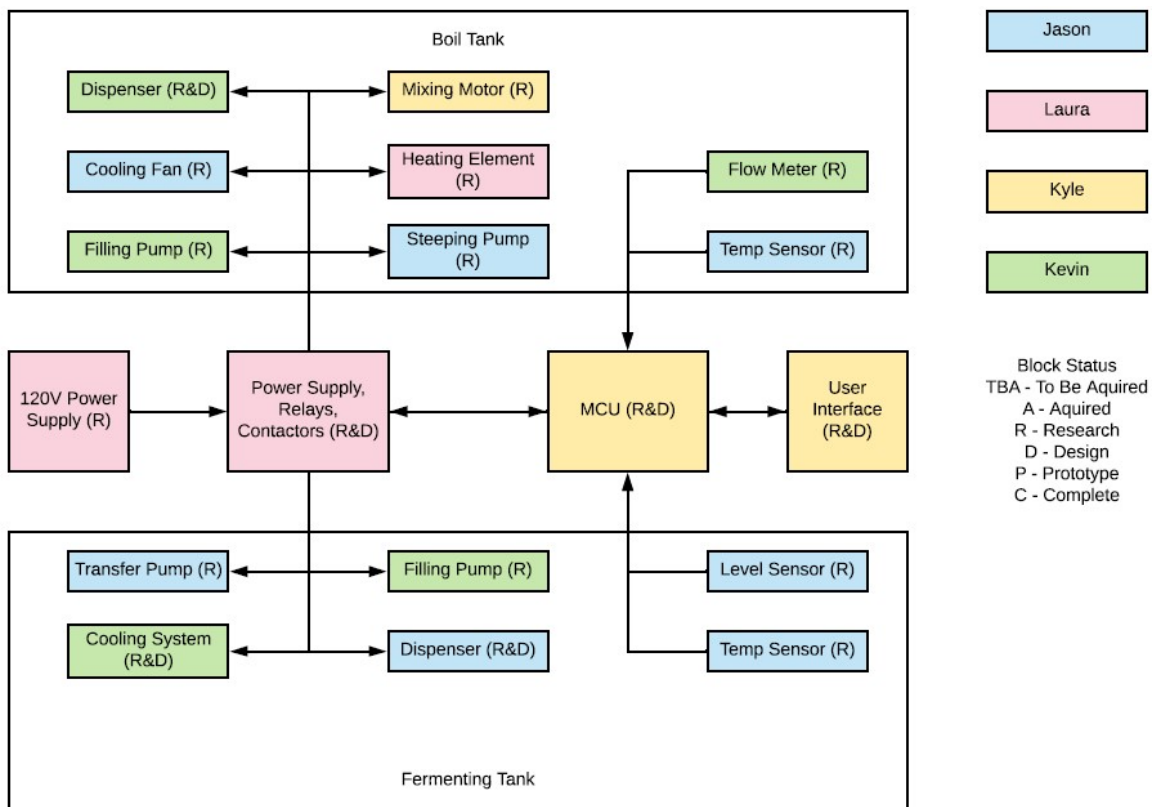 Boil Tank
Dispenser (R&D)
Mixing Motor (R)
Cooling Fan (R)
Heating Element
(R)
Flow Meter (R)
Filling Pump (R)
Steeping Pump
(R)
Temp Sensor (R)
120V Power
Supply (R)
Power Supply,
Relays,
Contactors (R&D)
MCU (R&D)
User
Interface
(R&D)
Transfer Pump (R)
Filling Pump (R)
Level Sensor (R)
Cooling System
(R&D)
Dispenser (R&D)
Temp Sensor (R)
Fermenting Tank
Jason
Laura
Kyle
Kevin
Block Status
TBA - To Be Aquired
A - Aquired
R - Research
D - Design
P - Prototype
C - Complete